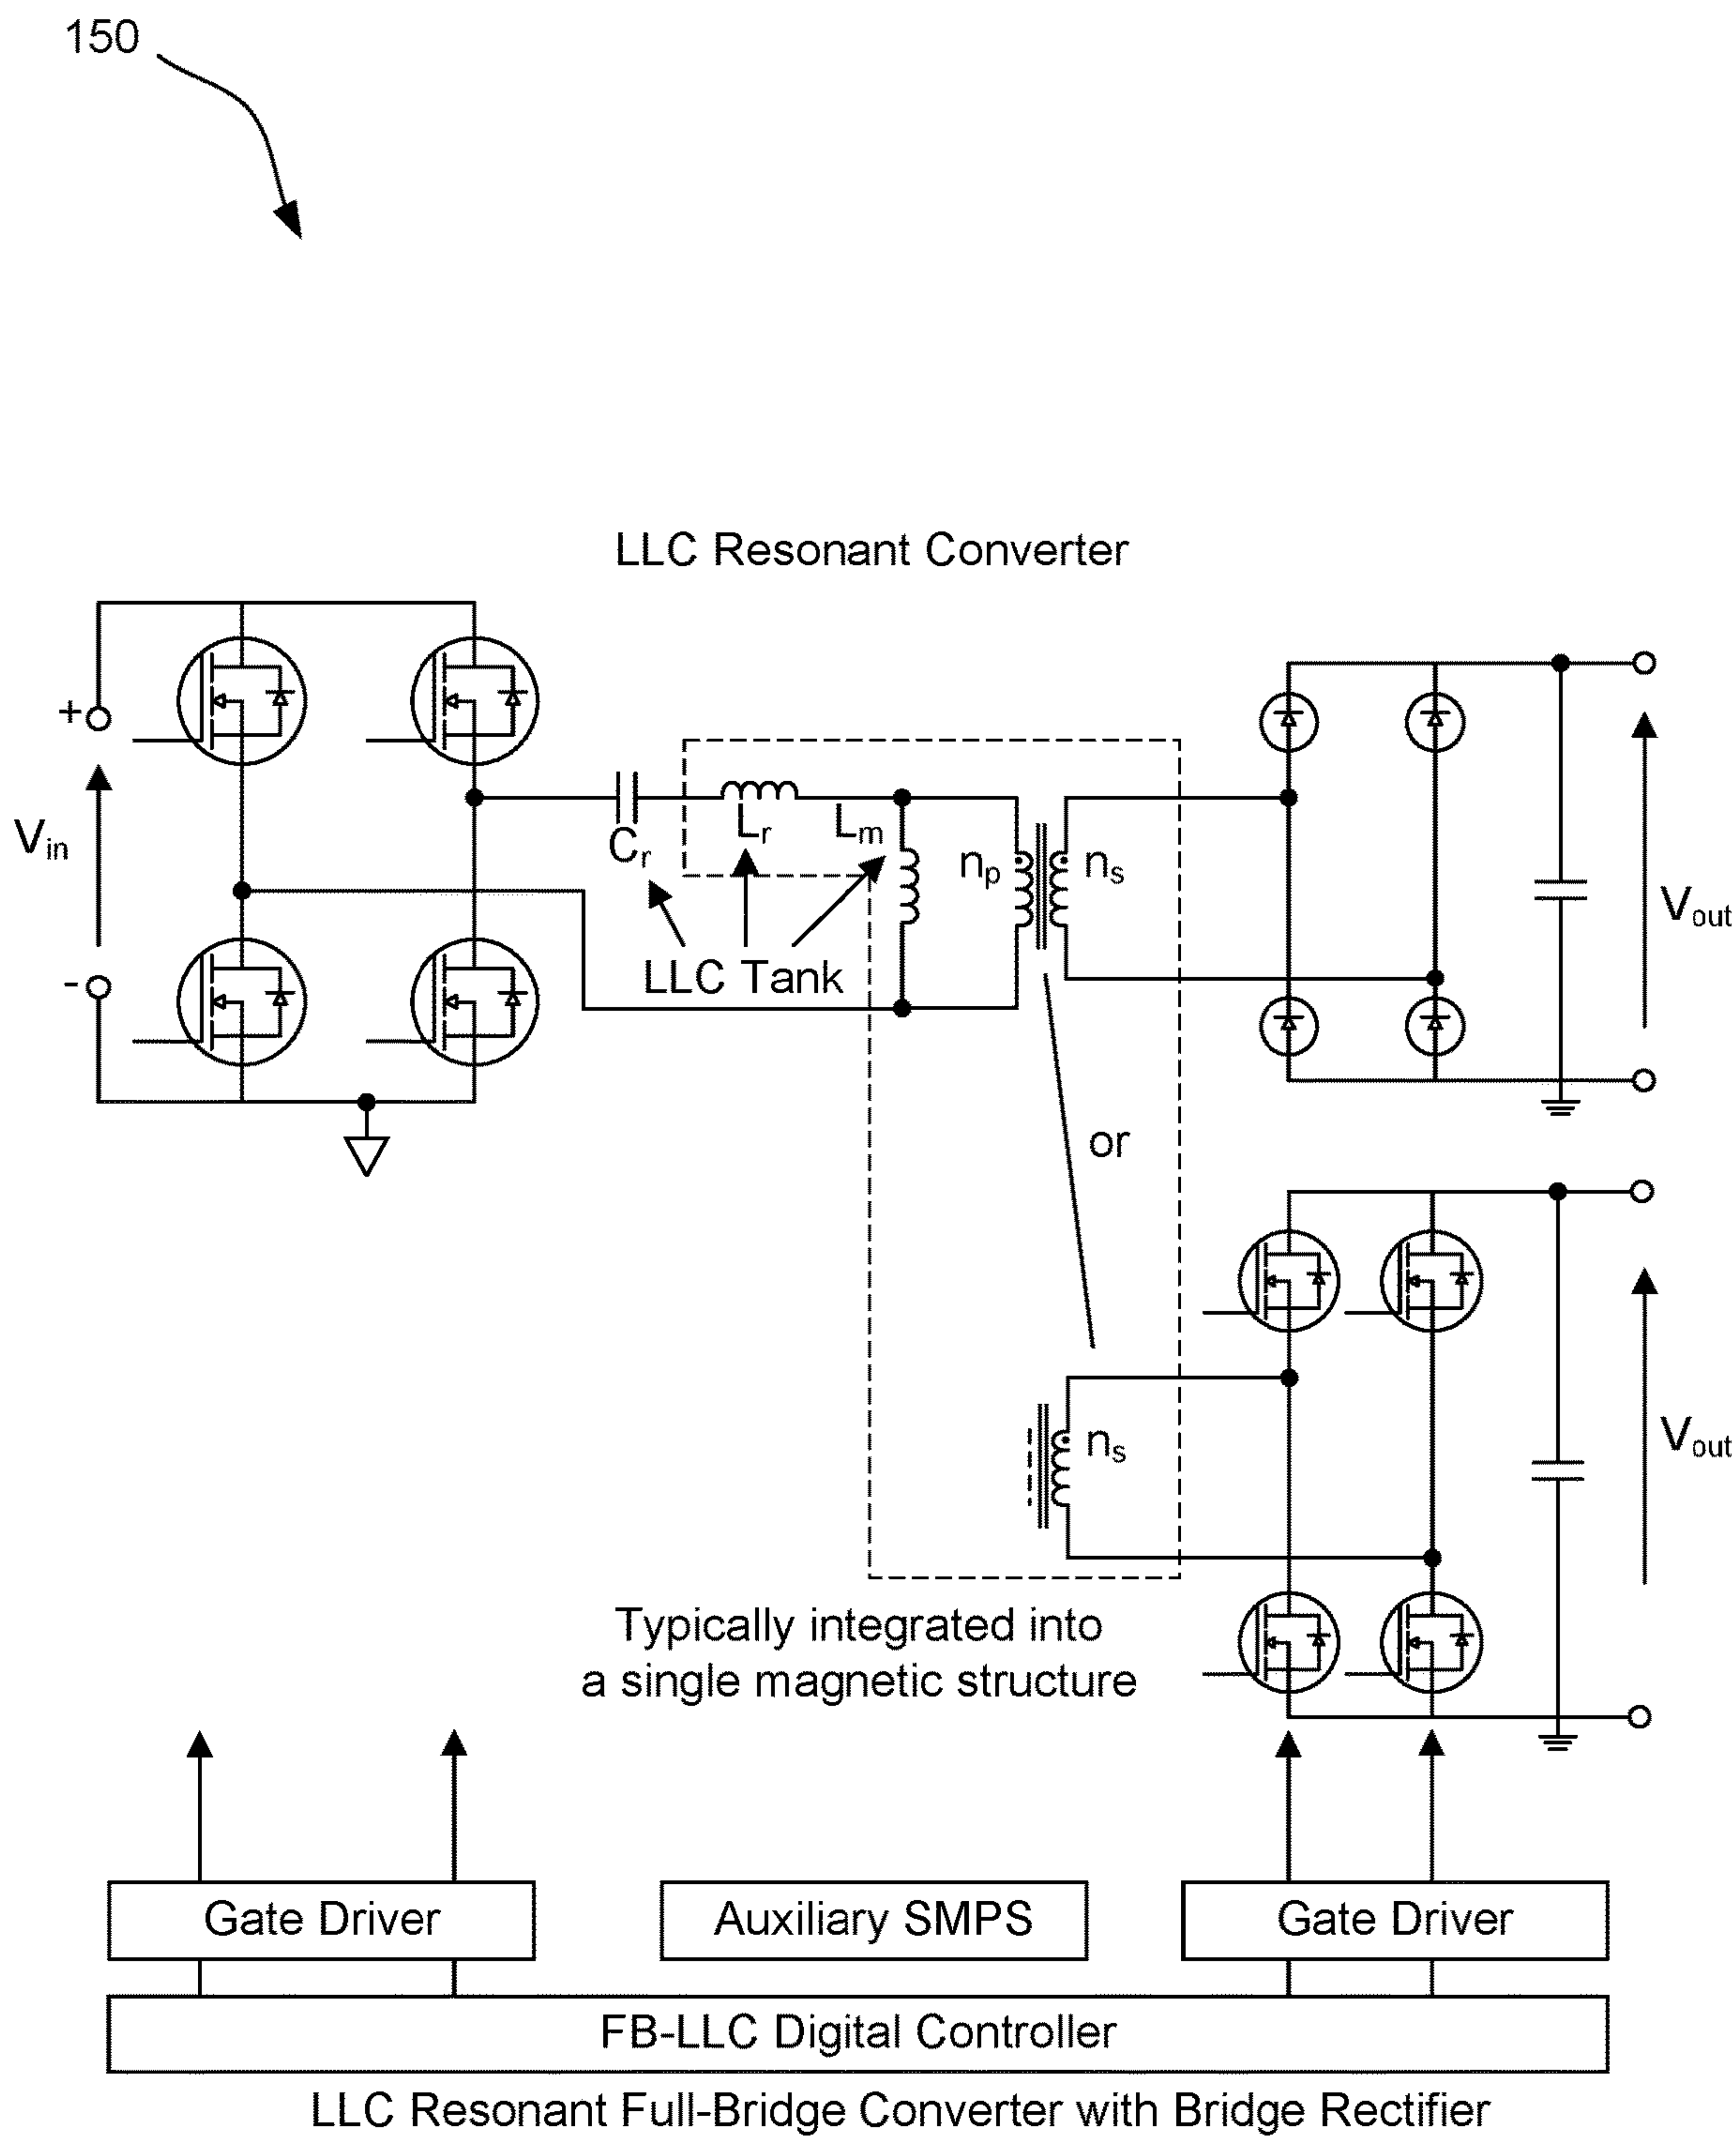 150
LLC Resonant Converter
+
Vin
-
Cr
Lr
Lm
np
ns
LLC Tank
Vout
or
ns
Vout
Typically integrated into
a single magnetic structure
Gate Driver
Auxiliary SMPS
Gate Driver
FB-LLC Digital Controller
LLC Resonant Full-Bridge Converter with Bridge Rectifier